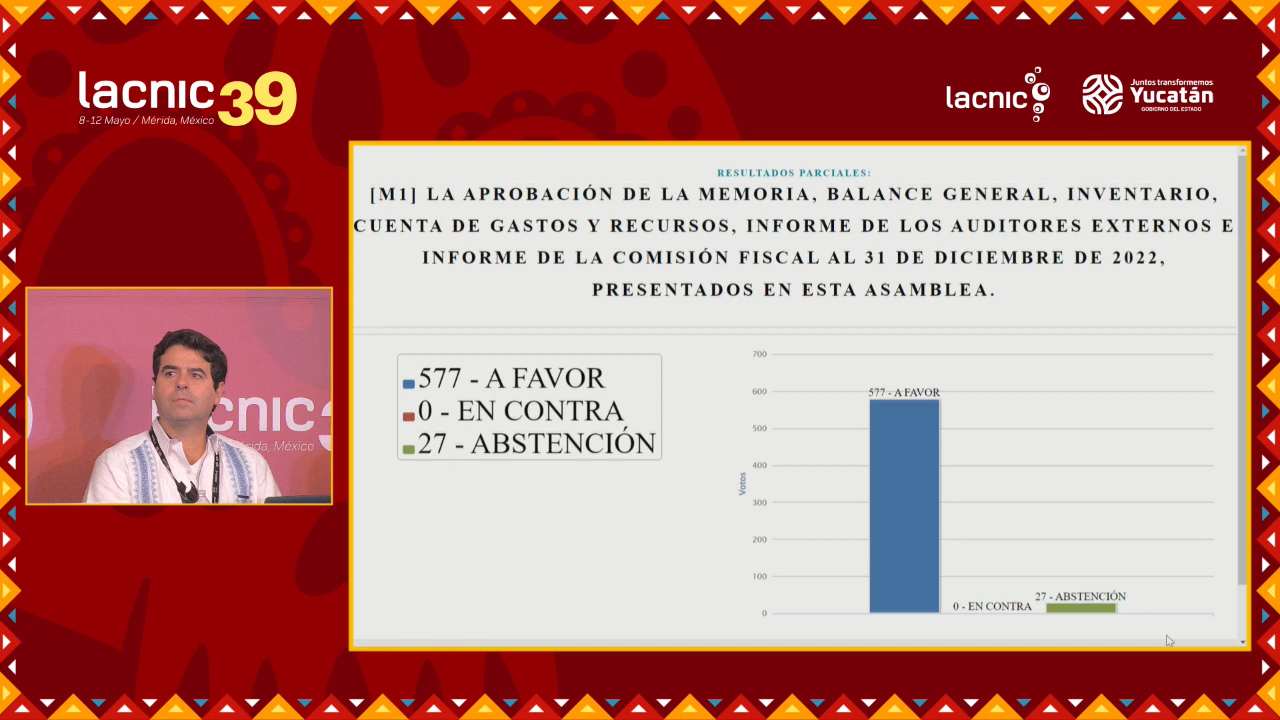 lacnic39
8-12 Mayo / Mérida, México
lacnic
Juntos transformemos
Yucatán
GOBIERNO DEL ESTADO
RESULTADOS PARCIALES:
[M1] LA APROBACIÓN DE LA MEMORIA, BALANCE GENERAL, INVENTARIO,
CUENTA DE GASTOS Y RECURSOS, INFORME DE LOS AUDITORES EXTERNOS E
INFORME DE LA COMISIÓN FISCAL AL 31 DE DICIEMBRE DE 2022,
PRESENTADOS EN ESTA ASAMBLEA.
577 - A FAVOR
0 - EN CONTRA
27 - ABSTENCIÓN
Votos
700
600
500
400
300
200
100
0
577 - A FAVOR
0 - EN CONTRA
27 - ABSTENCIÓN
cnic
ida, México